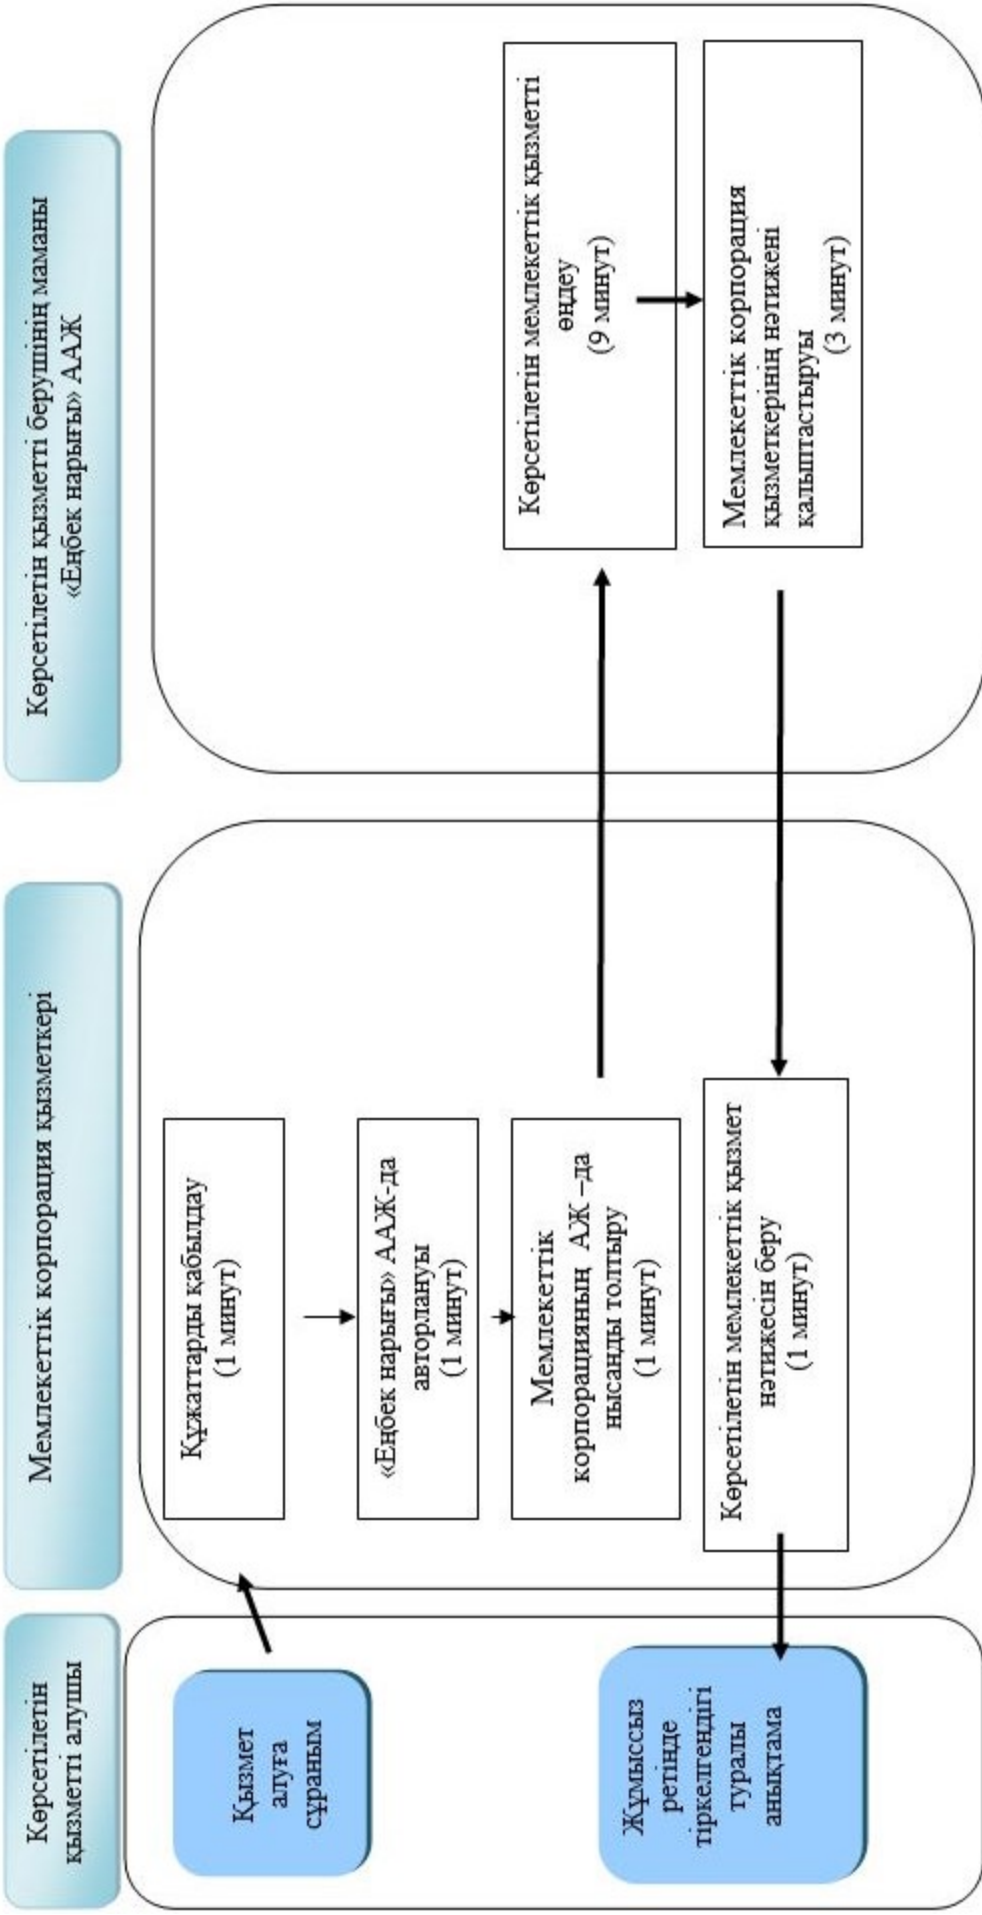 Көрсетілетін
қызметті алушы
Мемлекеттік корпорация қызметкері
Көрсетілетін қызметті берушінің маманы
«Еңбек нарығы» ААЖ
Қызмет
алуға
сұраным
Құжаттарды қабылдау
(1 минут)
«Еңбек нарығы» ААЖ-да
авторлануы
(1 минут)
Мемлекеттік
корпорацияның АЖ –да
нысанды толтыру
(1 минут)
Көрсетілетін мемлекеттік қызметті
өңдеу
(9 минут)
Мемлекеттік корпорация
қызметкерінің нәтижені
қалыптастыруы
(3 минут)
Көрсетілетін мемлекеттік қызмет
нәтижесін беру
(1 минут)
Жұмыссыз
ретінде
тіркелгендігі
туралы
анықтама